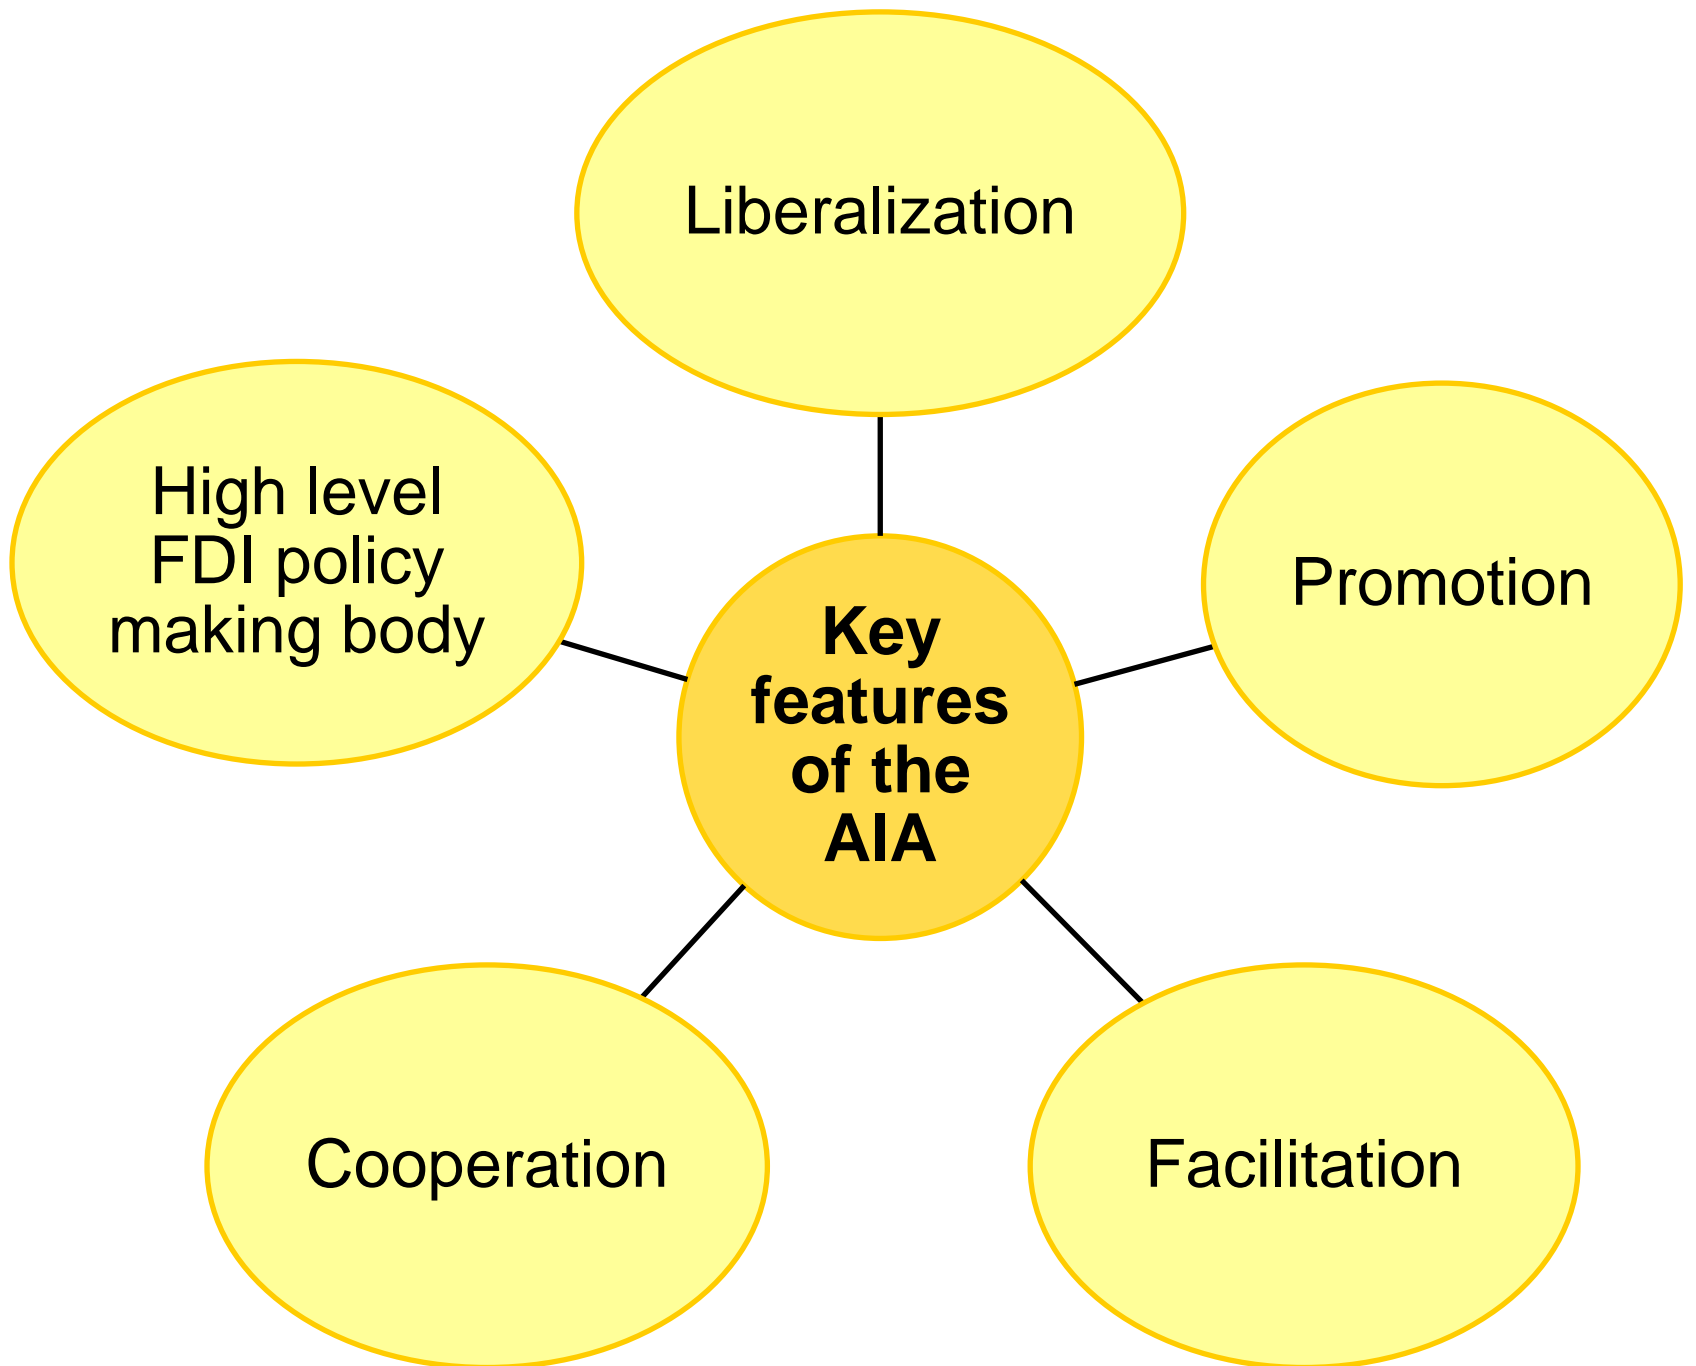 Liberalization
High level
FDI policy
making body
Promotion
Key
features
of the
AIA
Cooperation
Facilitation